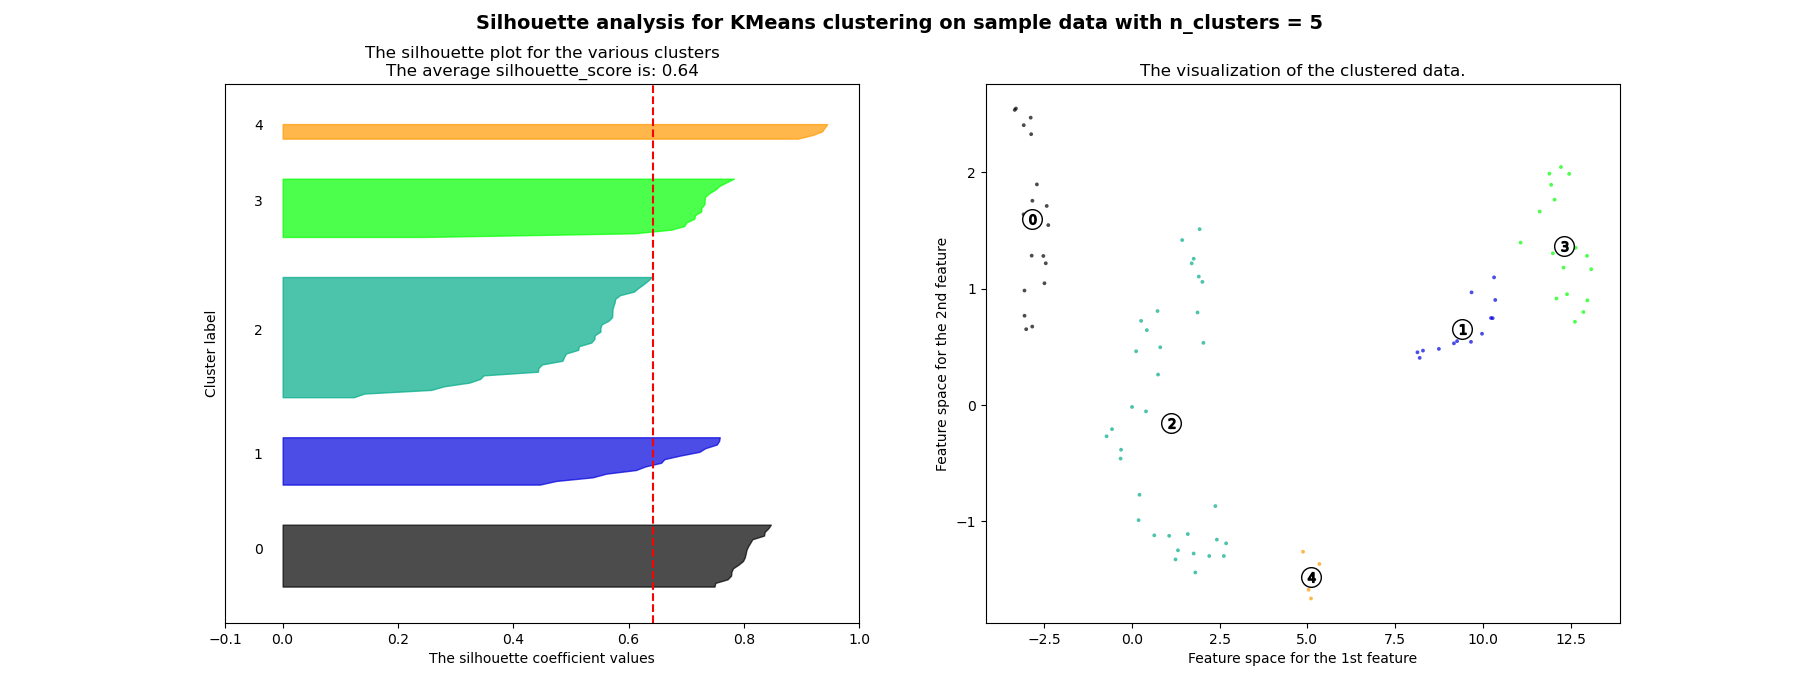 Silhouette analysis for KMeans clustering on sample data with n_clusters = 5
The silhouette plot for the various clusters
The average silhouette_score is: 0.64
4
3
2
1
0
Cluster label
−0.1 0.0 0.2 0.4 0.6 0.8 1.0
The silhouette coefficient values
The visualization of the clustered data.
2
1
0
−1
Feature space for the 2nd feature
0
3
1
2
4
−2.5 0.0 2.5 5.0 7.5 10.0 12.5
Feature space for the 1st feature